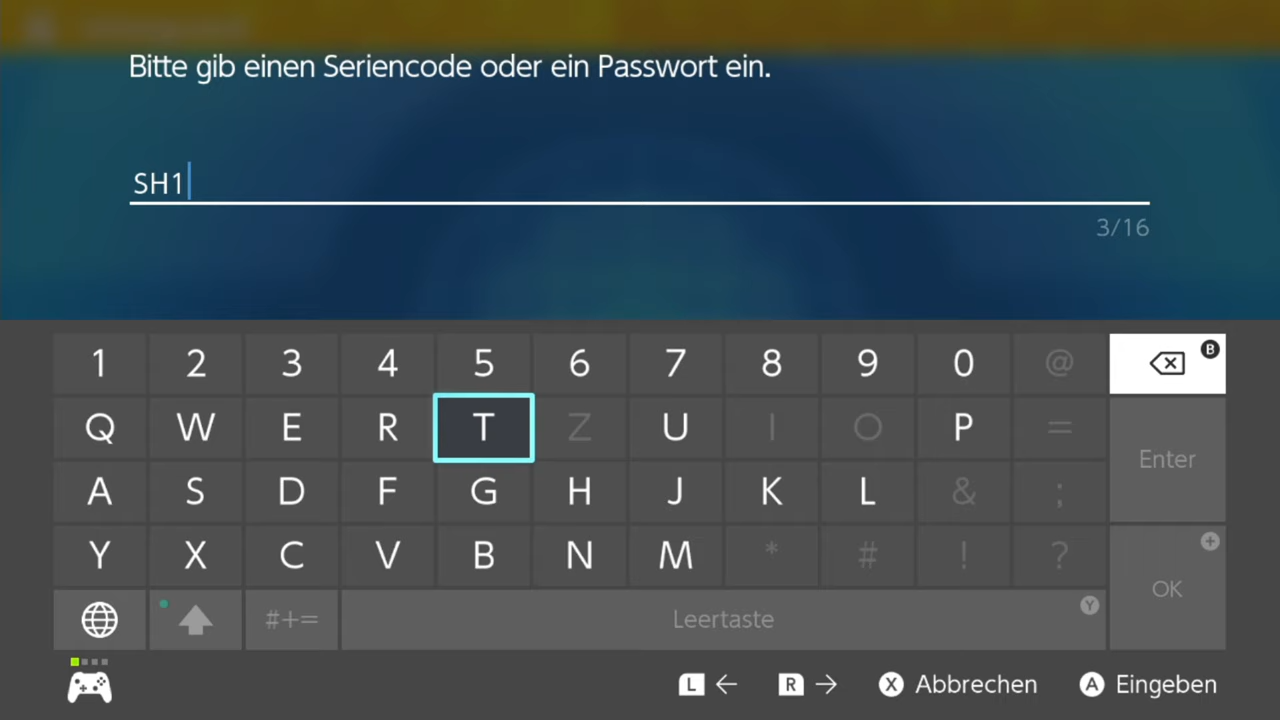 Bitte gib einen Seriencode oder ein Passwort ein.
SH1
3/16
1 2 3 4 5 6 7 8 9 0 @ B
Q W E R T Z U I O P =
Enter
A S D F G H J K L & ;
Y X C V B N M * # ! ?
+
OK
#+= Leertaste Y
L ← R → X Abbrechen A Eingeben